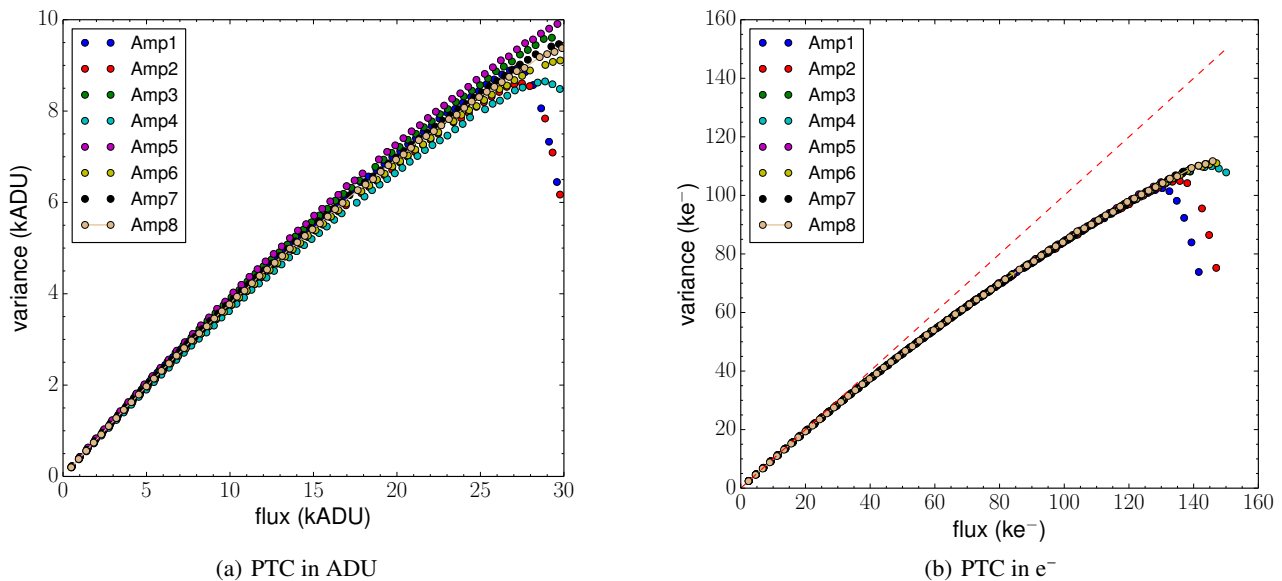 10
8
6
4
2
0
variance (kADU)
Amp1
Amp2
Amp3
Amp4
Amp5
Amp6
Amp7
Amp8
0 5 10 15 20 25 30
flux (kADU)
(a) PTC in ADU
160
140
120
100
80
60
40
20
0
variance (ke⁻)
Amp1
Amp2
Amp3
Amp4
Amp5
Amp6
Amp7
Amp8
0 20 40 60 80 100 120 140 160
flux (ke⁻)
(b) PTC in e⁻